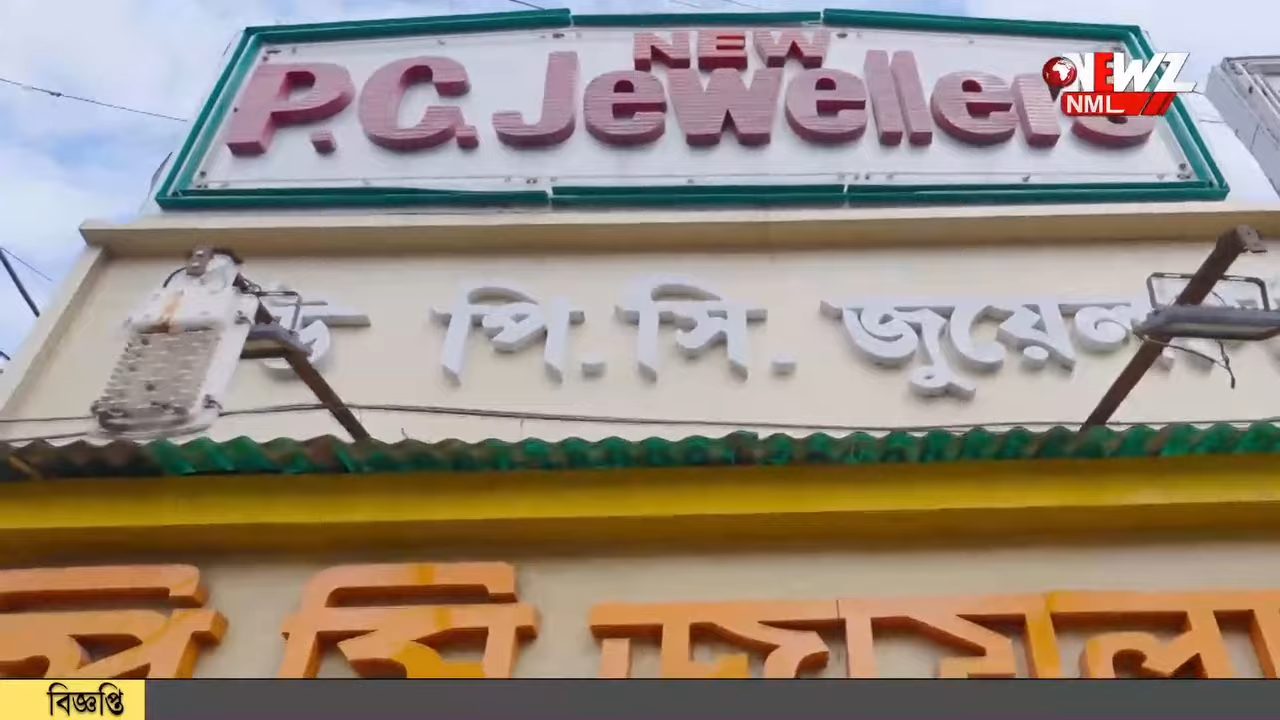 NEW
P.C. Jewellers
NEWZ
NML
পি. সি. জুয়েল
পি সি
বিজ্ঞপ্তি